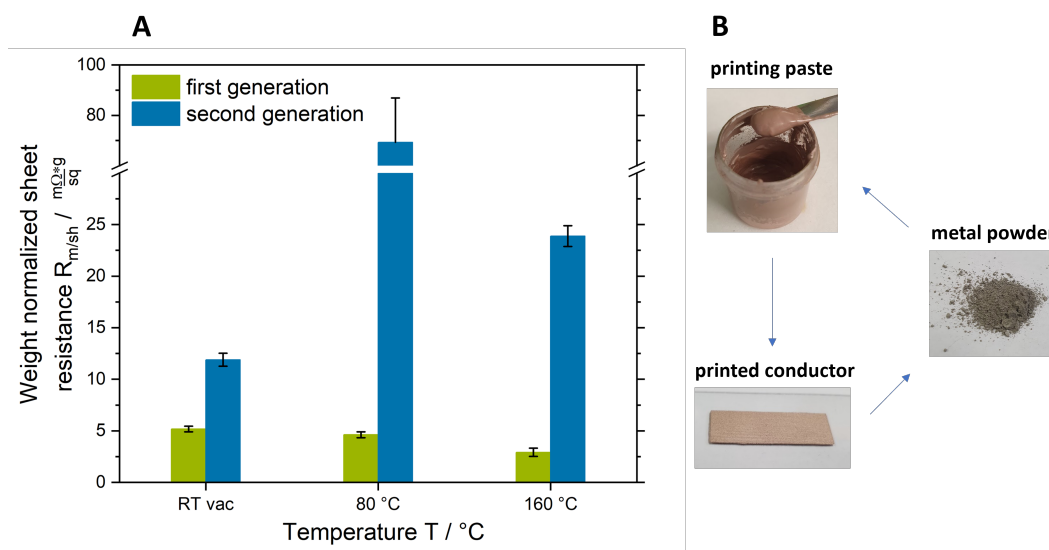 A
B
first generation
second generation
Weight normalized sheet
resistance R_m/sh / mΩ*g/sq
100
80
25
20
15
10
5
0
RT vac
80 °C
160 °C
Temperature T / °C
printing paste
metal powder
printed conductor